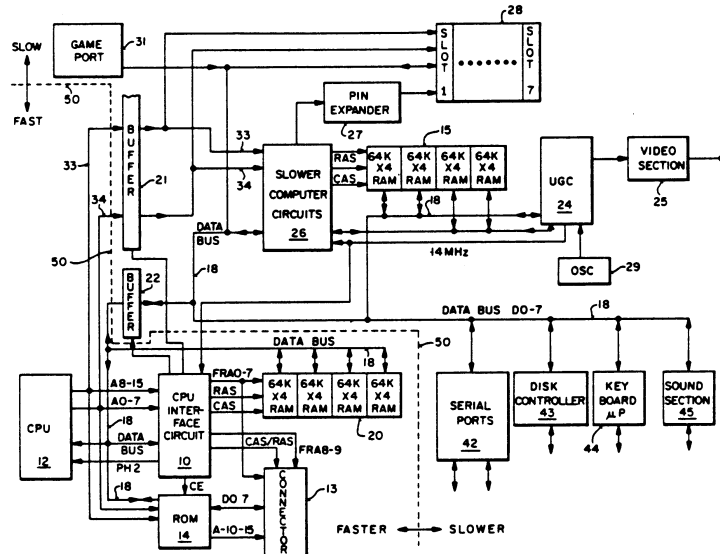 SLOW
FAST
GAME
PORT
31
50
28
SLOT 1
SLOT 7
PIN
EXPANDER
27
33
34
BUFFER
21
33
34
SLOWER
COMPUTER
CIRCUITS
26
RAS
CAS
15
64K X4 RAM
64K X4 RAM
64K X4 RAM
64K X4 RAM
18
UGC
24
VIDEO
SECTION
25
OSC
29
14MHz
DATA
BUS
18
50
BUFFER
22
DATA BUS DO-7
18
DATA BUS
18
50
CPU
12
A8-15
A0-7
18
DATA
BUS
PH 2
CPU
INTER-
FACE
CIRCUIT
10
FRA0-7
RAS
CAS
64K X4 RAM
64K X4 RAM
64K X4 RAM
64K X4 RAM
20
CAS/RAS
FRA8-9
CE
18
ROM
14
DO 7
A-10-15
CONNECTOR
13
SERIAL
PORTS
42
DISK
CONTROLLER
43
KEY
BOARD
μP
44
SOUND
SECTION
45
FASTER
SLOWER